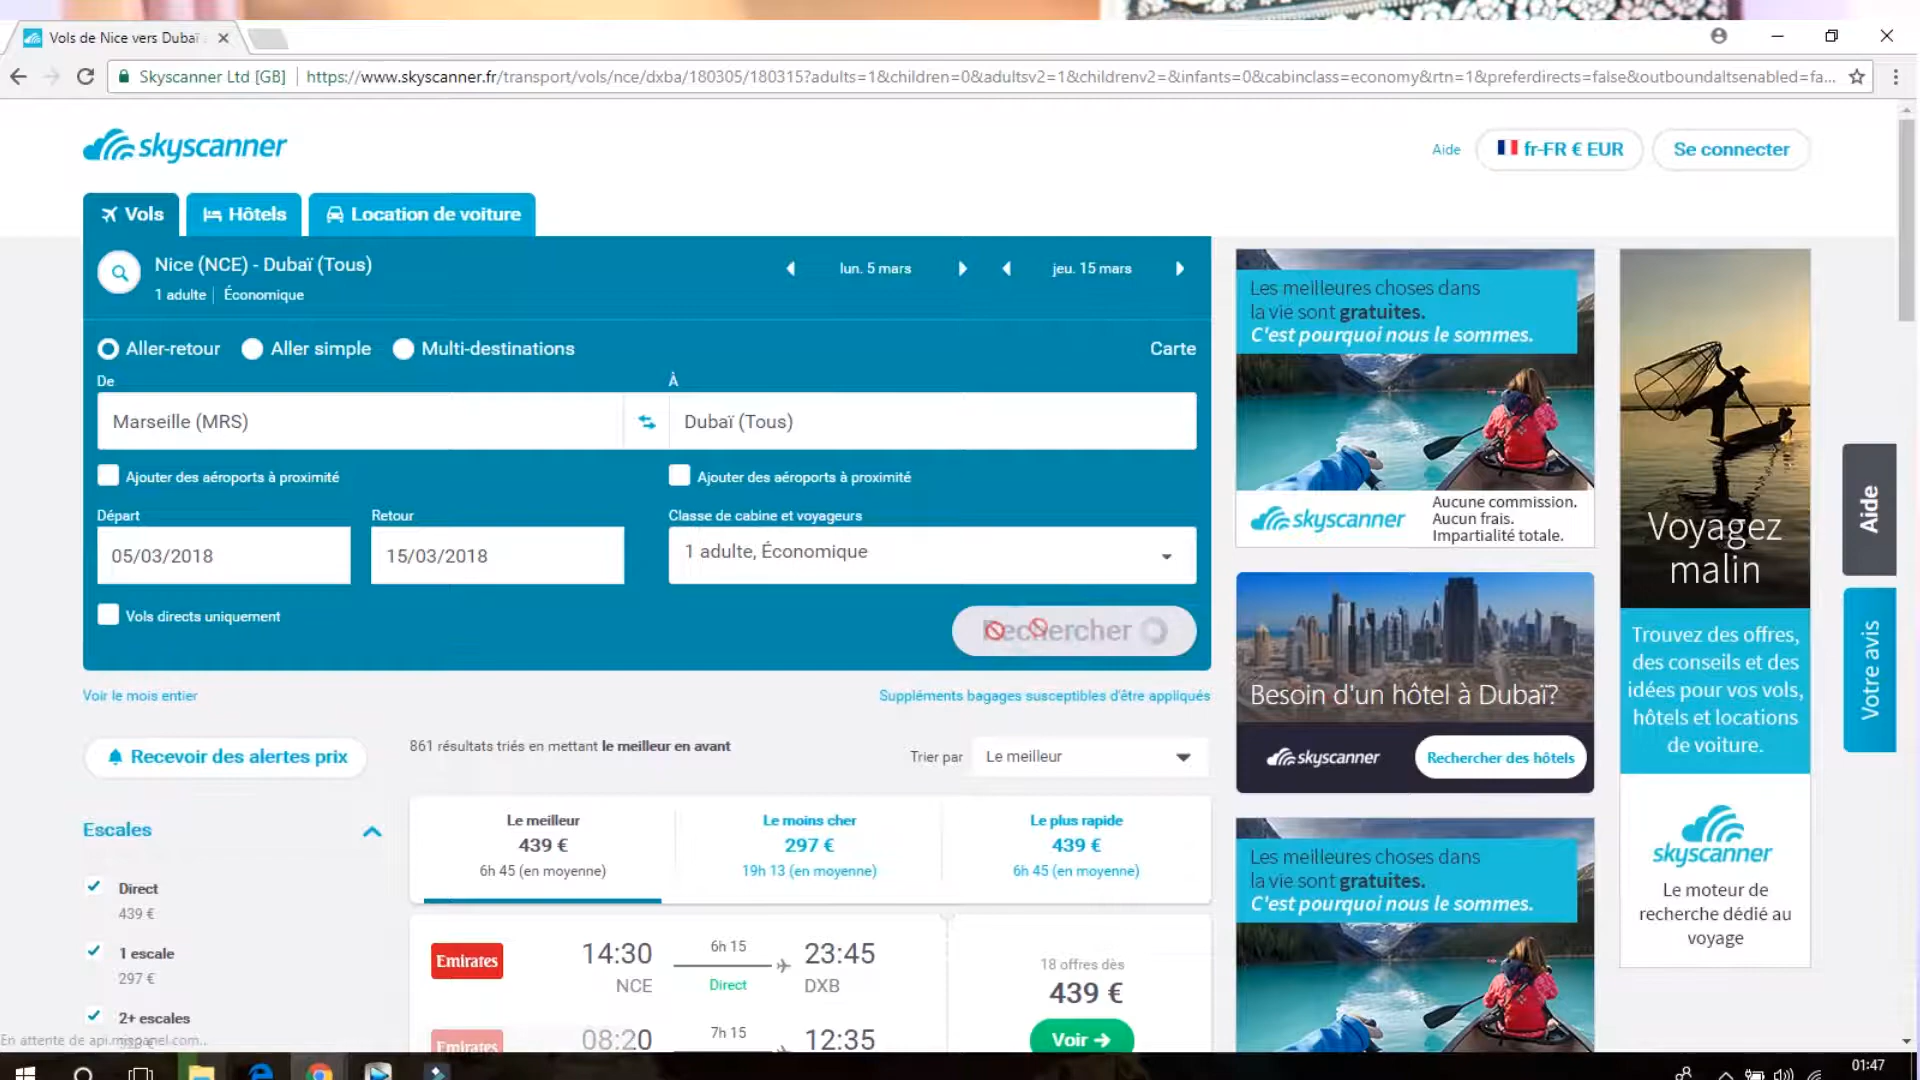 Vols de Nice vers Dubaï
Skyscanner Ltd [GB] https://www.skyscanner.fr/transport/vols/nce/dxba/180305/180315?adults=1&children=0&adultsv2=1&childrenv2=&infants=0&cabinclass=economy&rtn=1&preferdirects=false&outboundaltsenabled=fa...
skyscanner
Aide
fr-FR € EUR
Se connecter
Vols
Hôtels
Location de voiture
Nice (NCE) - Dubaï (Tous)
1 adulte | Économique
lun. 5 mars
jeu. 15 mars
Aller-retour
Aller simple
Multi-destinations
Carte
De
À
Marseille (MRS)
Dubaï (Tous)
Ajouter des aéroports à proximité
Ajouter des aéroports à proximité
Départ
Retour
Classe de cabine et voyageurs
05/03/2018
15/03/2018
1 adulte, Économique
Vols directs uniquement
Rechercher
Voir le mois entier
Suppléments bagages susceptibles d'être appliqués
Recevoir des alertes prix
861 résultats triés en mettant le meilleur en avant
Trier par
Le meilleur
Escales
Direct
439 €
1 escale
297 €
2+ escales
Le meilleur
439 €
6h 45 (en moyenne)
Le moins cher
297 €
19h 13 (en moyenne)
Le plus rapide
439 €
6h 45 (en moyenne)
Emirates
14:30
NCE
6h 15
Direct
23:45
DXB
Emirates
08:20
7h 15
12:35
18 offres dès
439 €
Voir
Les meilleures choses dans
la vie sont gratuites.
C'est pourquoi nous le sommes.
skyscanner
Aucune commission.
Aucun frais.
Impartialité totale.
Besoin d'un hôtel à Dubaï?
skyscanner
Rechercher des hôtels
Les meilleures choses dans
la vie sont gratuites.
C'est pourquoi nous le sommes.
Voyagez
malin
Trouvez des offres,
des conseils et des
idées pour vos vols,
hôtels et locations
de voiture.
skyscanner
Le moteur de
recherche dédié au
voyage
Aide
Votre avis
01:47